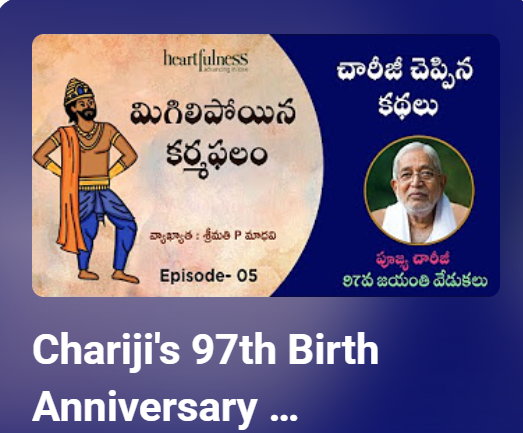 heartfulness
advancing in love
మిగిలిపోయిన
కర్మఫలం
వ్యాఖ్యాత : శ్రీమతి P మాధవి
Episode- 05
చారీజీ చెప్పిన
కథలు
పూజ్య చారీజీ
97వ జయంతి వేడుకలు
Chariji's 97th Birth
Anniversary ...